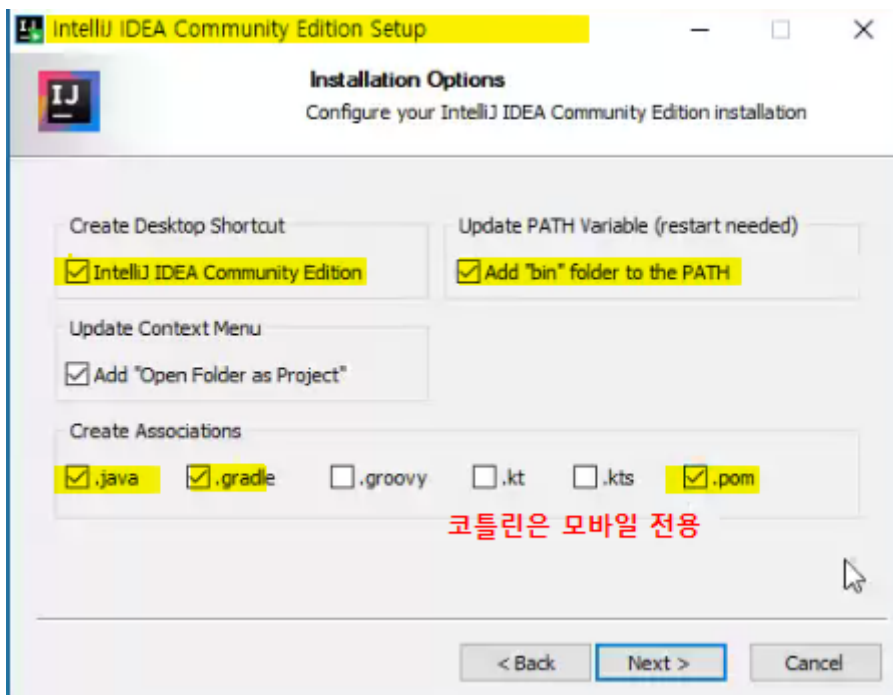 IntelliJ IDEA Community Edition Setup
IJ
Installation Options
Configure your IntelliJ IDEA Community Edition installation
Create Desktop Shortcut
Update PATH Variable (restart needed)
IntelliJ IDEA Community Edition
Add "bin" folder to the PATH
Update Context Menu
Add "Open Folder as Project"
Create Associations
.java .gradle .groovy .kt .kts .pom
코틀린은 모바일 전용
< Back Next > Cancel